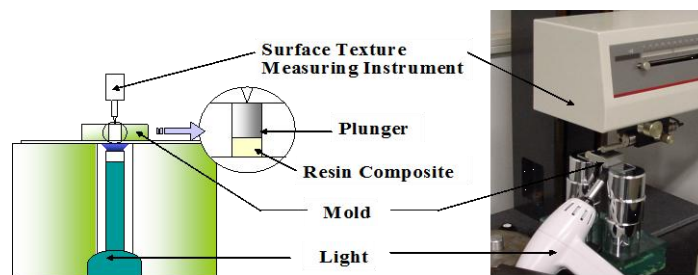 Surface Texture
Measuring Instrument
Plunger
Resin Composite
Mold
Light